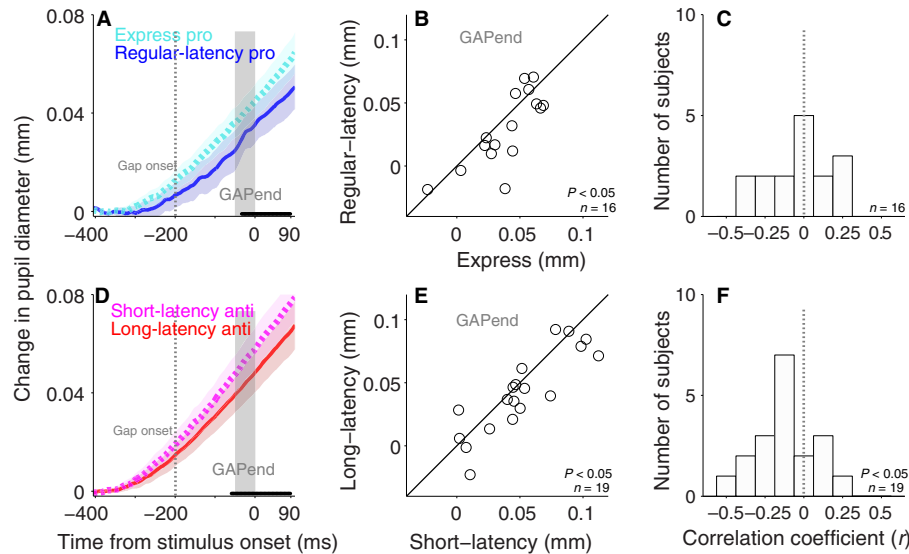 A
Express pro
Regular-latency pro
Gap onset
GAPend
0.08
0.04
0
−400
−200
0
90
Change in pupil diameter (mm)
B
GAPend
Regular−latency (mm)
0.1
0.05
0
0
0.05
0.1
Express (mm)
P < 0.05
n = 16
C
Number of subjects
10
5
0
−0.5
−0.25
0
0.25
0.5
n = 16
D
Short-latency anti
Long-latency anti
Gap onset
GAPend
0.08
0.04
0
−400
−200
0
90
Time from stimulus onset (ms)
E
GAPend
Long−latency (mm)
0.1
0.05
0
0
0.05
0.1
Short−latency (mm)
P < 0.05
n = 19
F
Number of subjects
10
5
0
−0.5
−0.25
0
0.25
0.5
P < 0.05
n = 19
Correlation coefficient (r)